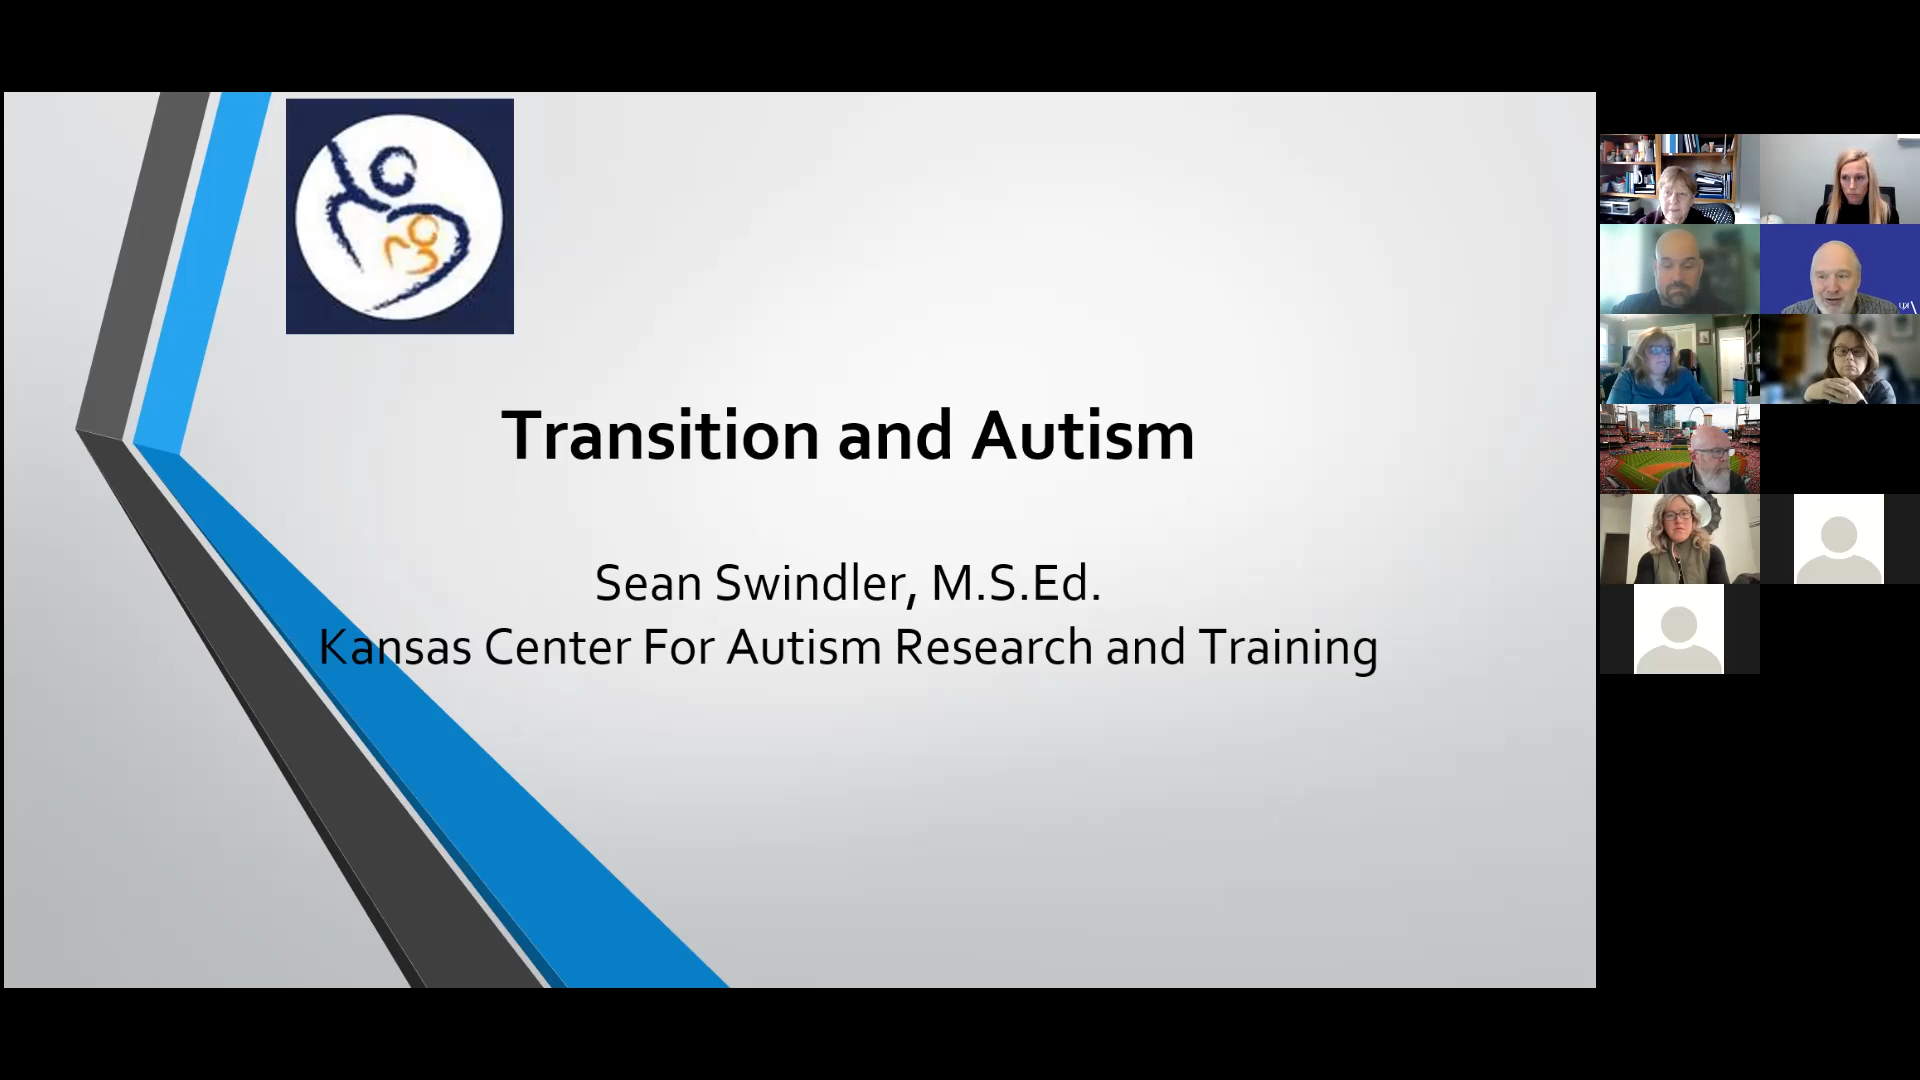 Transition and Autism
Sean Swindler, M.S.Ed.
Kansas Center For Autism Research and Training